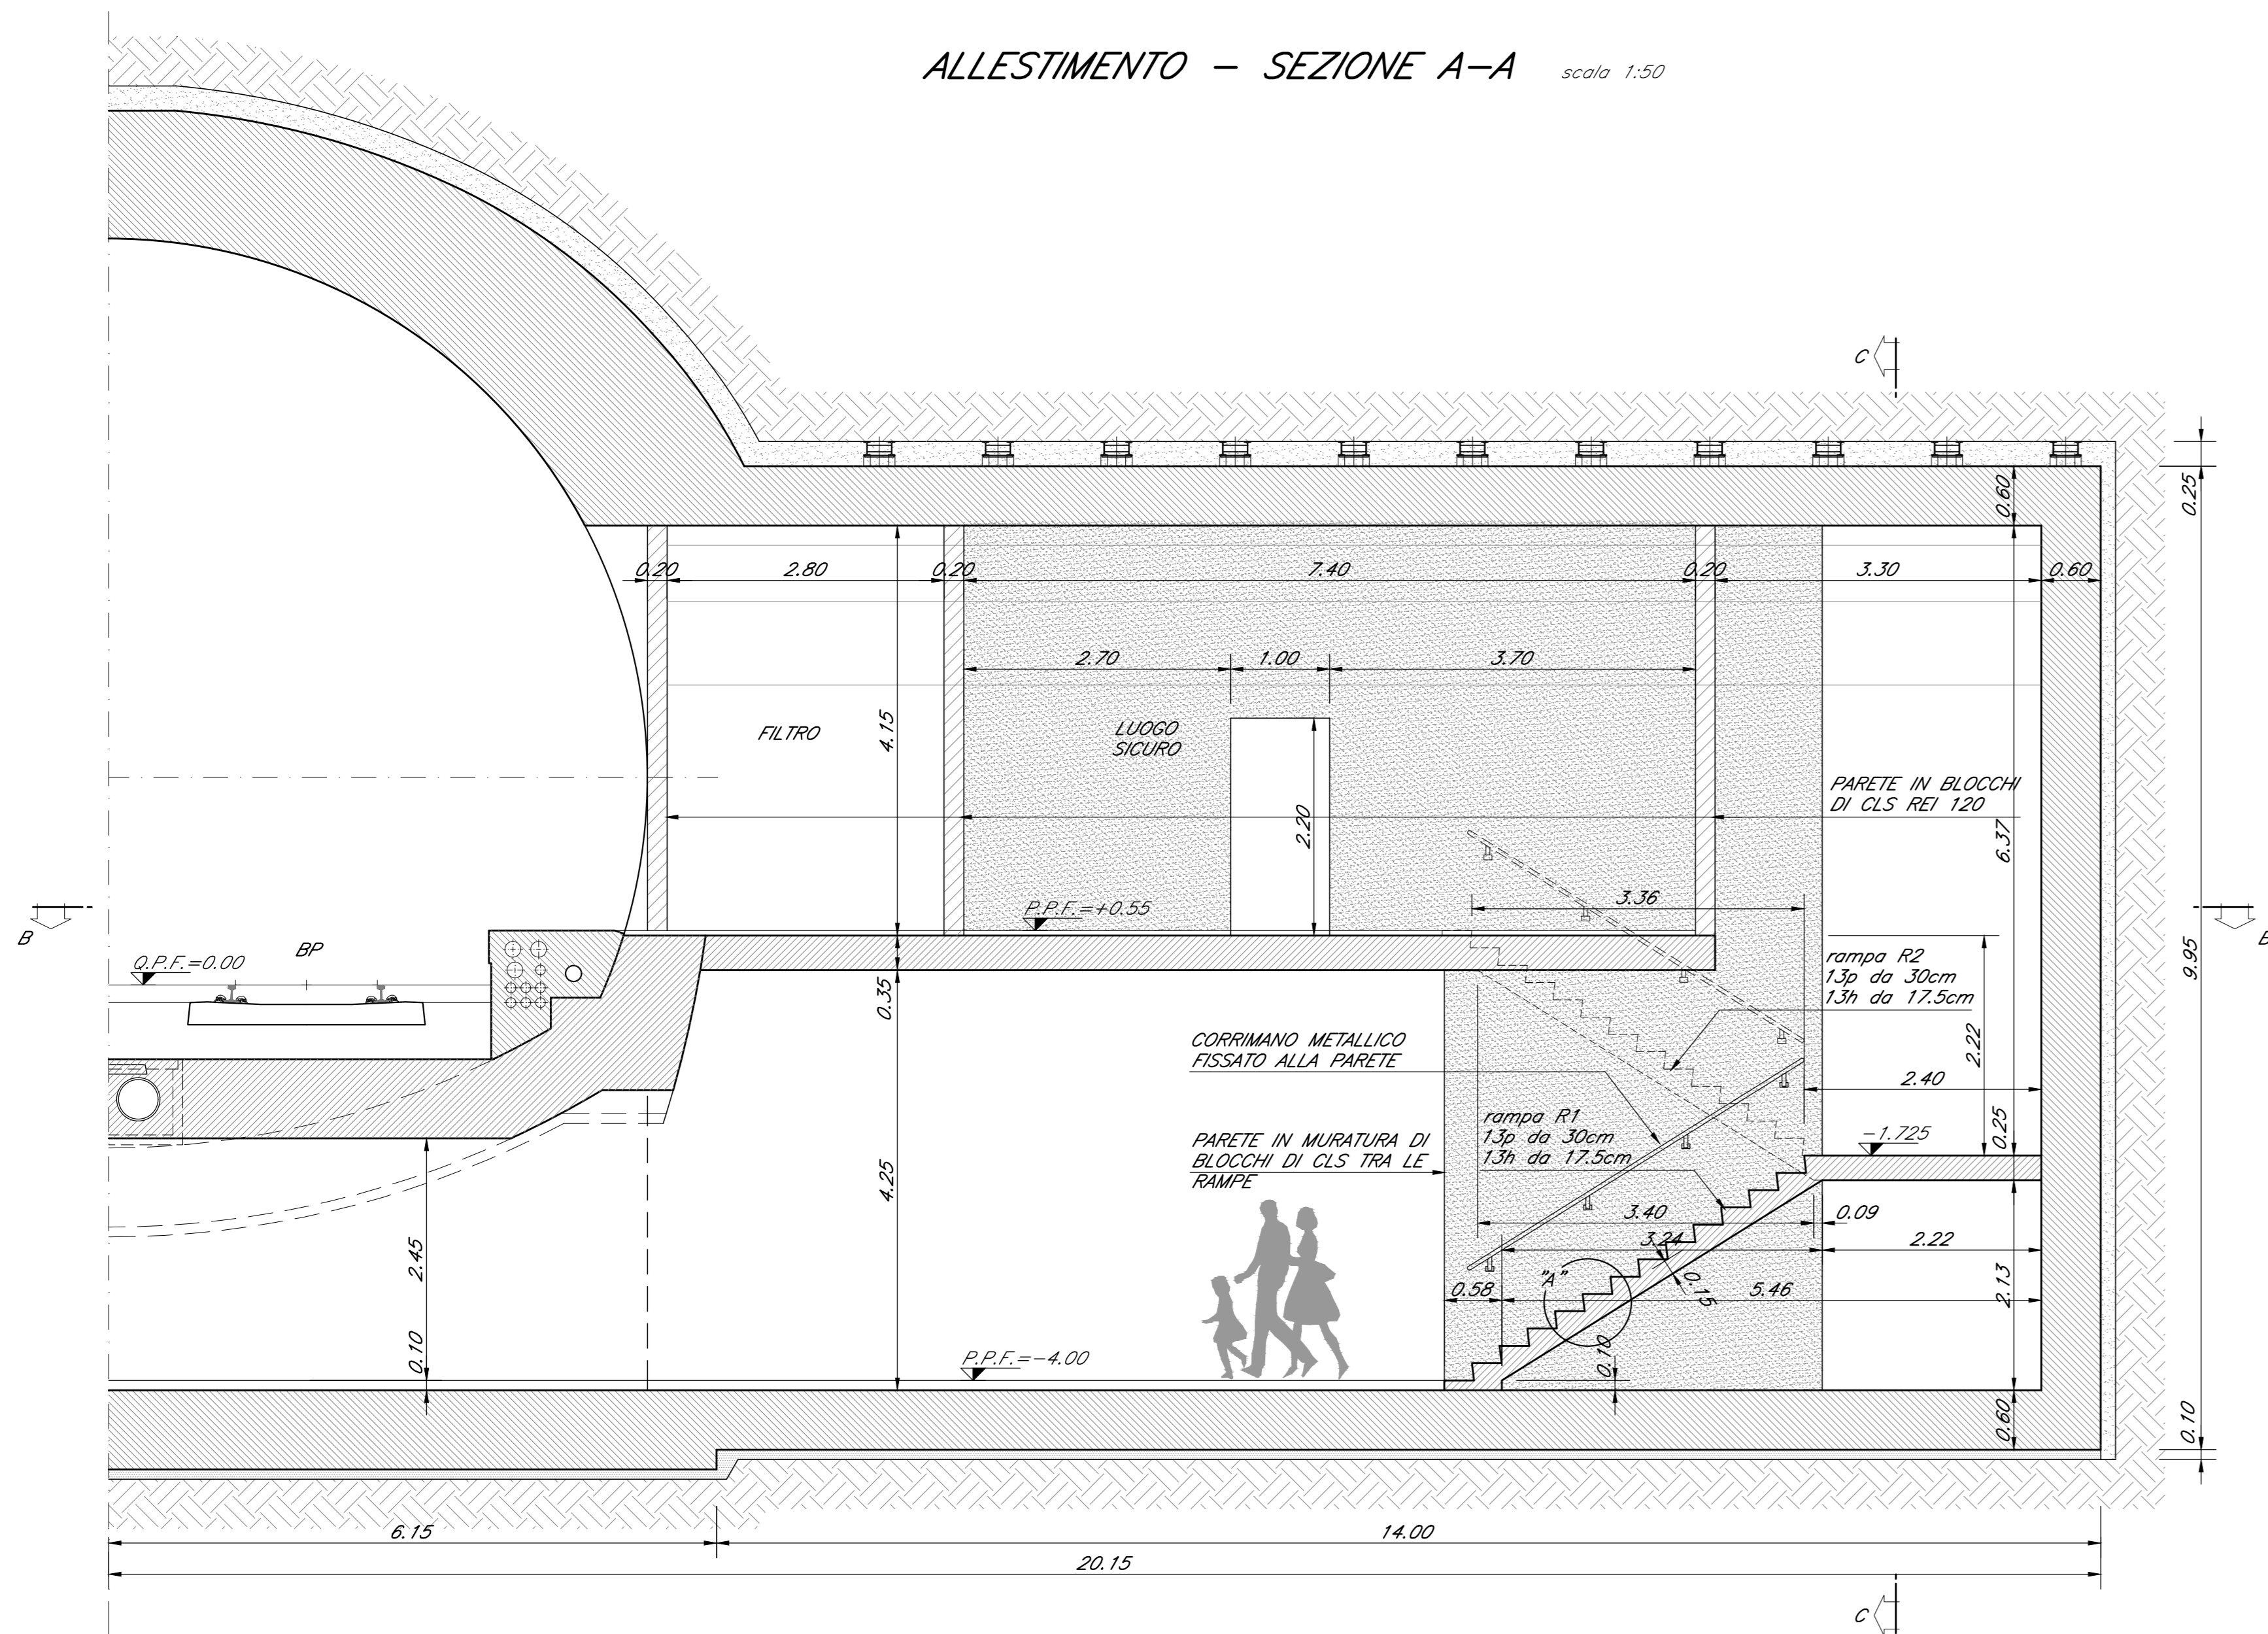 ALLESTIMENTO - SEZIONE A-A scala 1:50
C
0.60
0.25
0.20 2.80 0.20 7.40 0.20 3.30 0.60
2.70 1.00 3.70
4.15
FILTRO
LUOGO
SICURO
2.20
PARETE IN BLOCCHI
DI CLS REI 120
6.37
3.36
P.P.F.=+0.55
B
B
BP
Q.P.F.=0.00
9.95
0.35
rampa R2
13p da 30cm
13h da 17.5cm
2.22
CORRIMANO METALLICO
FISSATO ALLA PARETE
2.40
rampa R1
13p da 30cm
13h da 17.5cm
0.25
-1.725
PARETE IN MURATURA DI
BLOCCHI DI CLS TRA LE
RAMPE
4.25
3.40 0.09
3.24 2.22
2.45
0.58 "A" 0.15 5.46
2.13
0.10
0.10
P.P.F.=-4.00
0.60
0.10
6.15 14.00
20.15
C